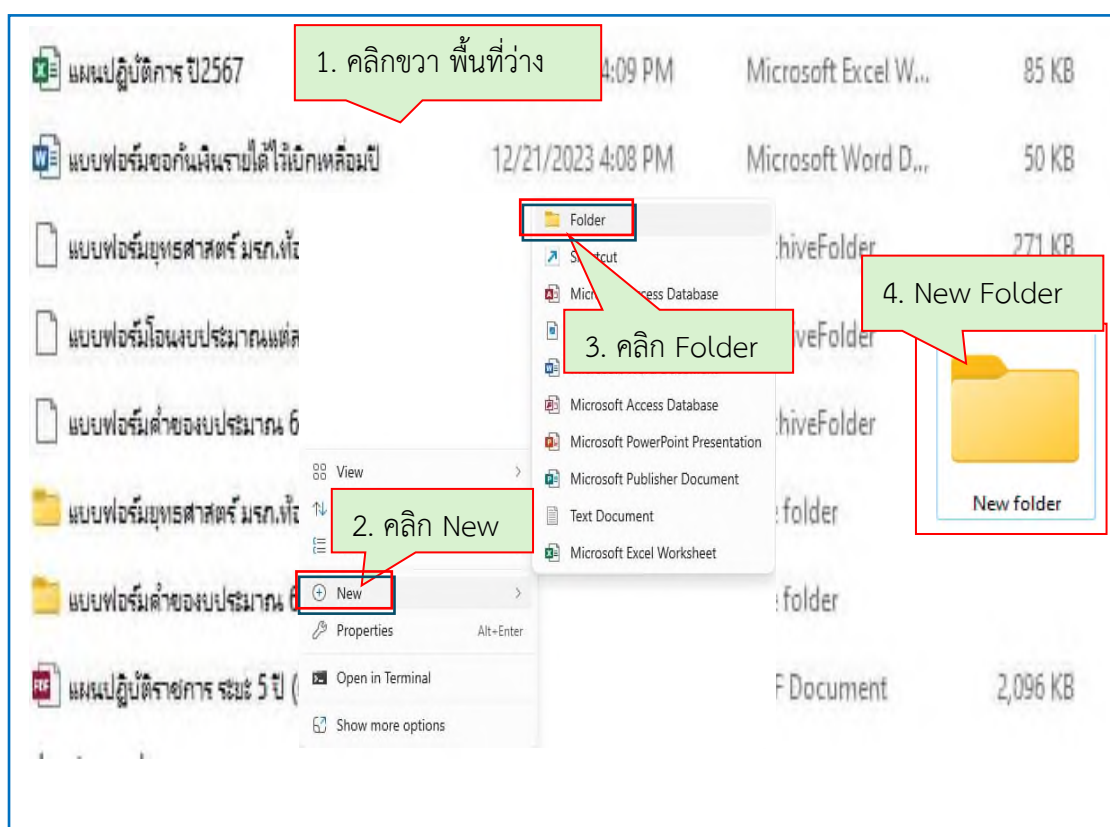 แผนปฏิบัติการ ปี2567
1. คลิกขวา พื้นที่ว่าง
4:09 PM
Microsoft Excel W...
85 KB
แบบฟอร์มขอกันเงินรายได้ไว้เบิกเหลื่อมปี
12/21/2023 4:08 PM
Microsoft Word D...
50 KB
แบบฟอร์มยุทธศาสตร์ มรภ.ท้อ
Folder
hiveFolder
271 KB
Shortcut
Microsoft Access Database
4. New Folder
แบบฟอร์มโอนงบประมาณแต่ล
3. คลิก Folder
veFolder
แบบฟอร์มคำของบประมาณ 6
Microsoft Access Database
hiveFolder
Microsoft PowerPoint Presentation
View
Microsoft Publisher Document
แบบฟอร์มยุทธศาสตร์ มรภ.ท้อ
2. คลิก New
Text Document
folder
New folder
Microsoft Excel Worksheet
แบบฟอร์มคำของบประมาณ 6
New
folder
Properties
Alt+Enter
แผนปฏิบัติราชการ ระยะ 5 ปี (
Open in Terminal
F Document
2,096 KB
Show more options